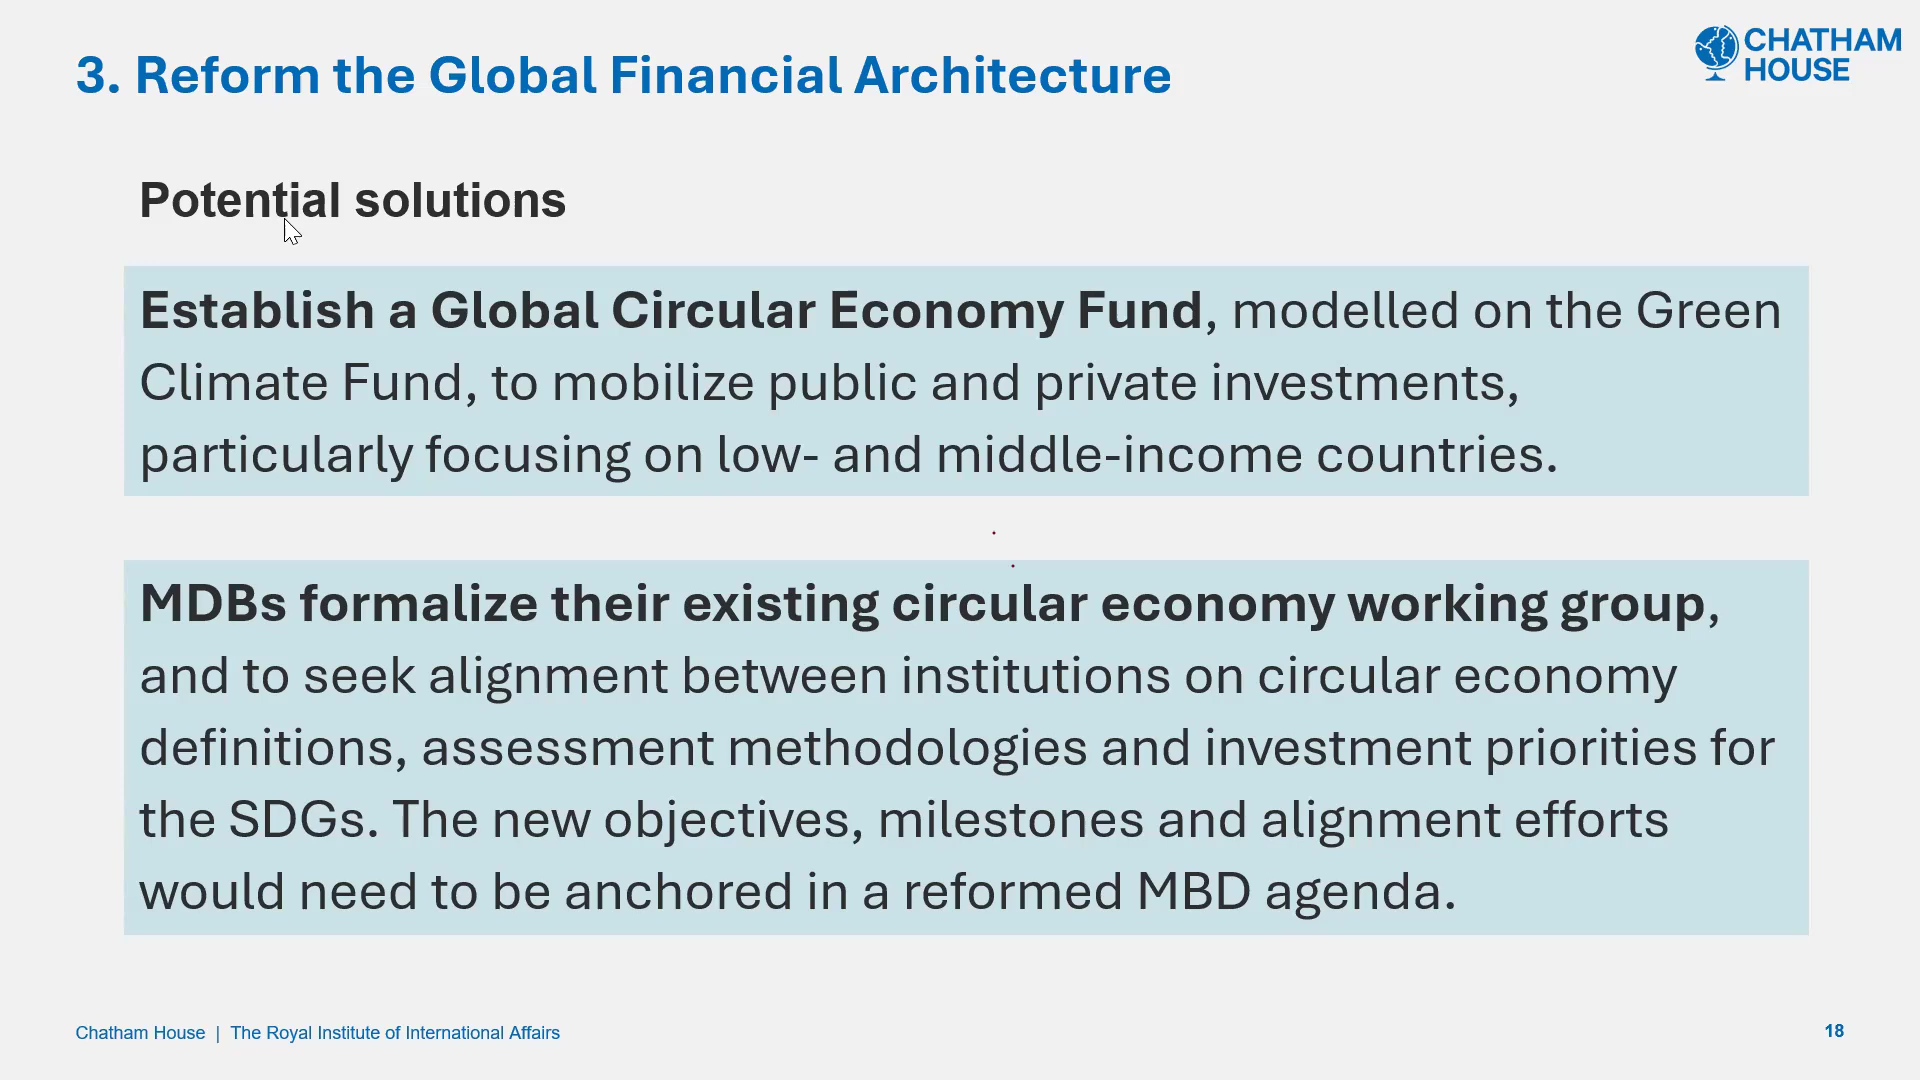 3. Reform the Global Financial Architecture
CHATHAM
HOUSE
Potential solutions
Establish a Global Circular Economy Fund, modelled on the Green
Climate Fund, to mobilize public and private investments,
particularly focusing on low- and middle-income countries.
MDBs formalize their existing circular economy working group,
and to seek alignment between institutions on circular economy
definitions, assessment methodologies and investment priorities for
the SDGs. The new objectives, milestones and alignment efforts
would need to be anchored in a reformed MBD agenda.
Chatham House | The Royal Institute of International Affairs
18